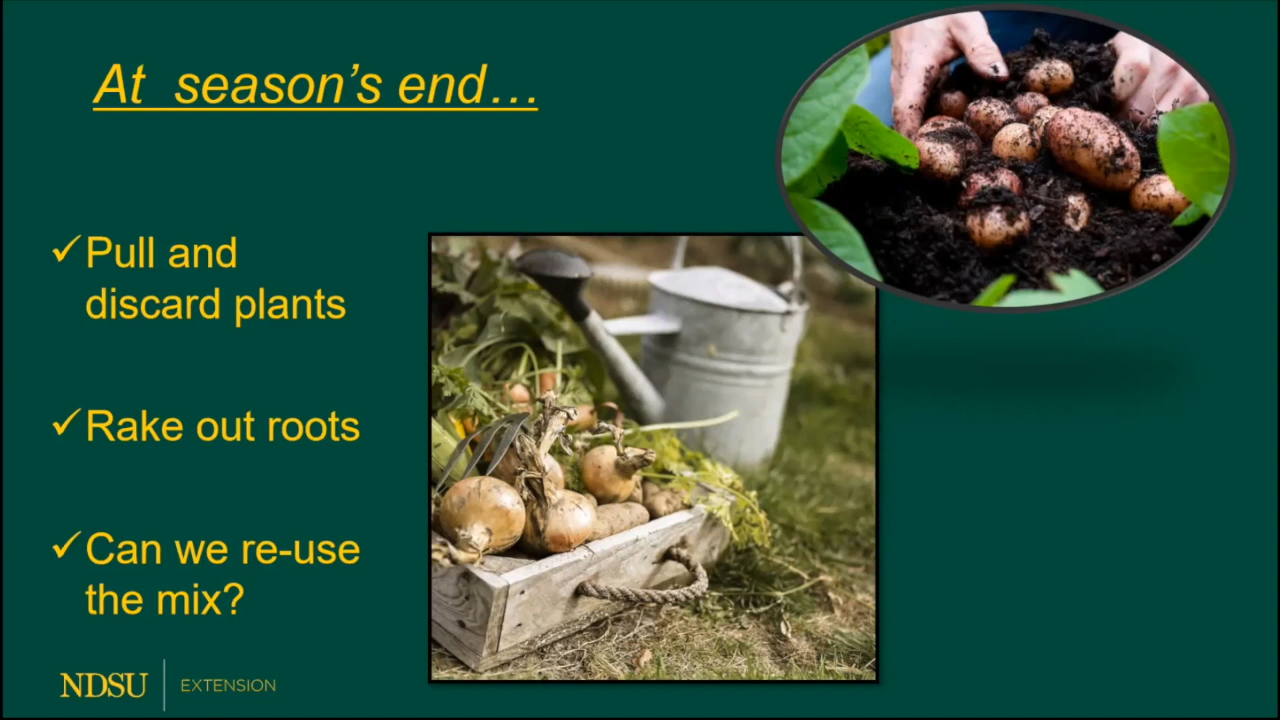 At season’s end…
✓Pull and
discard plants
✓Rake out roots
✓Can we re-use
the mix?
NDSU EXTENSION